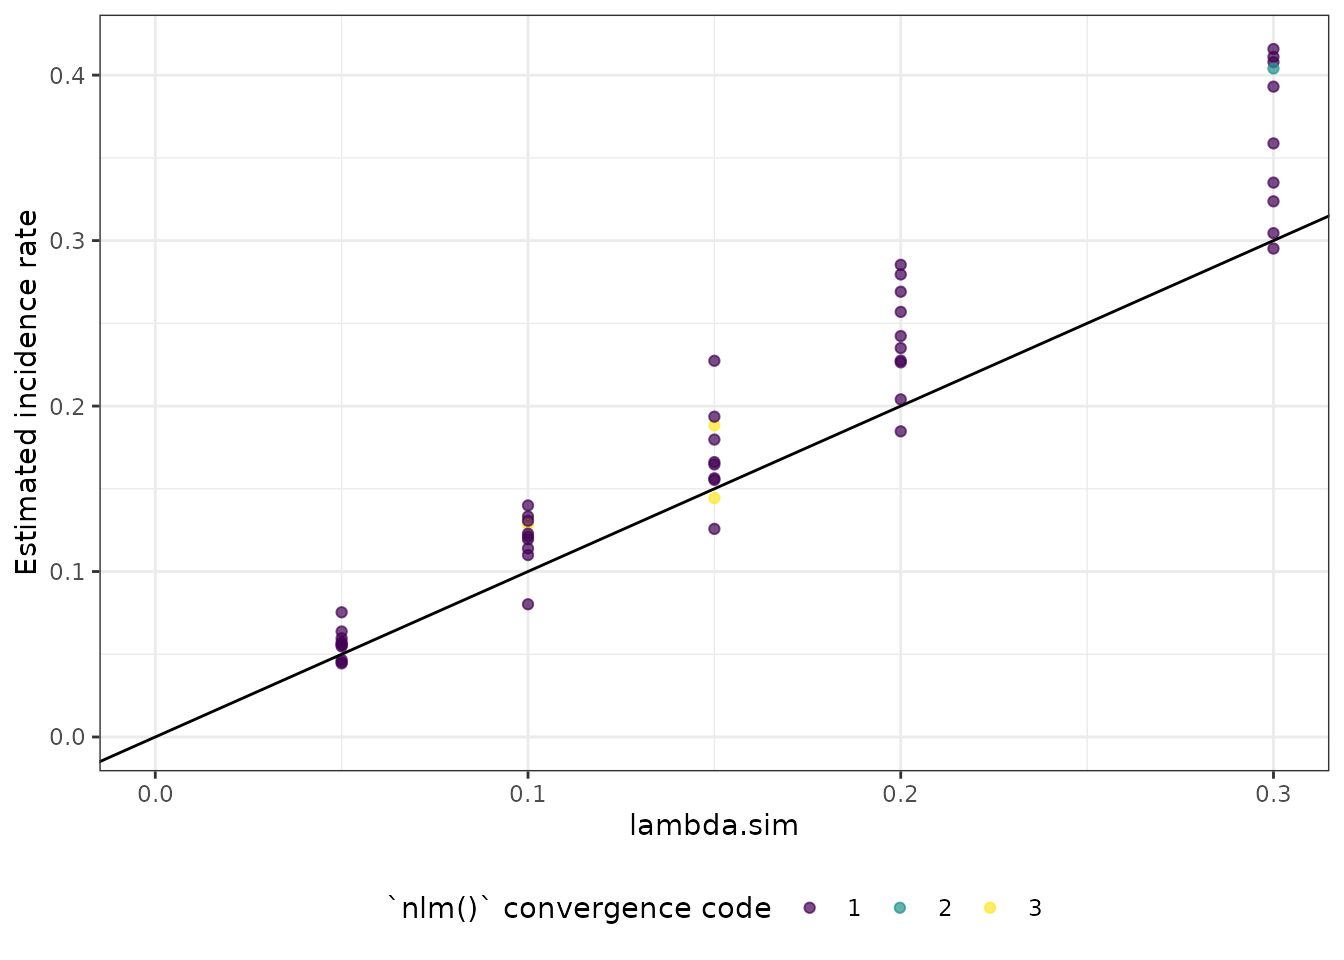 0.4
0.3
0.2
0.1
0.0
Estimated incidence rate
0.0 0.1 0.2 0.3
lambda.sim
`nlm()` convergence code 1 2 3